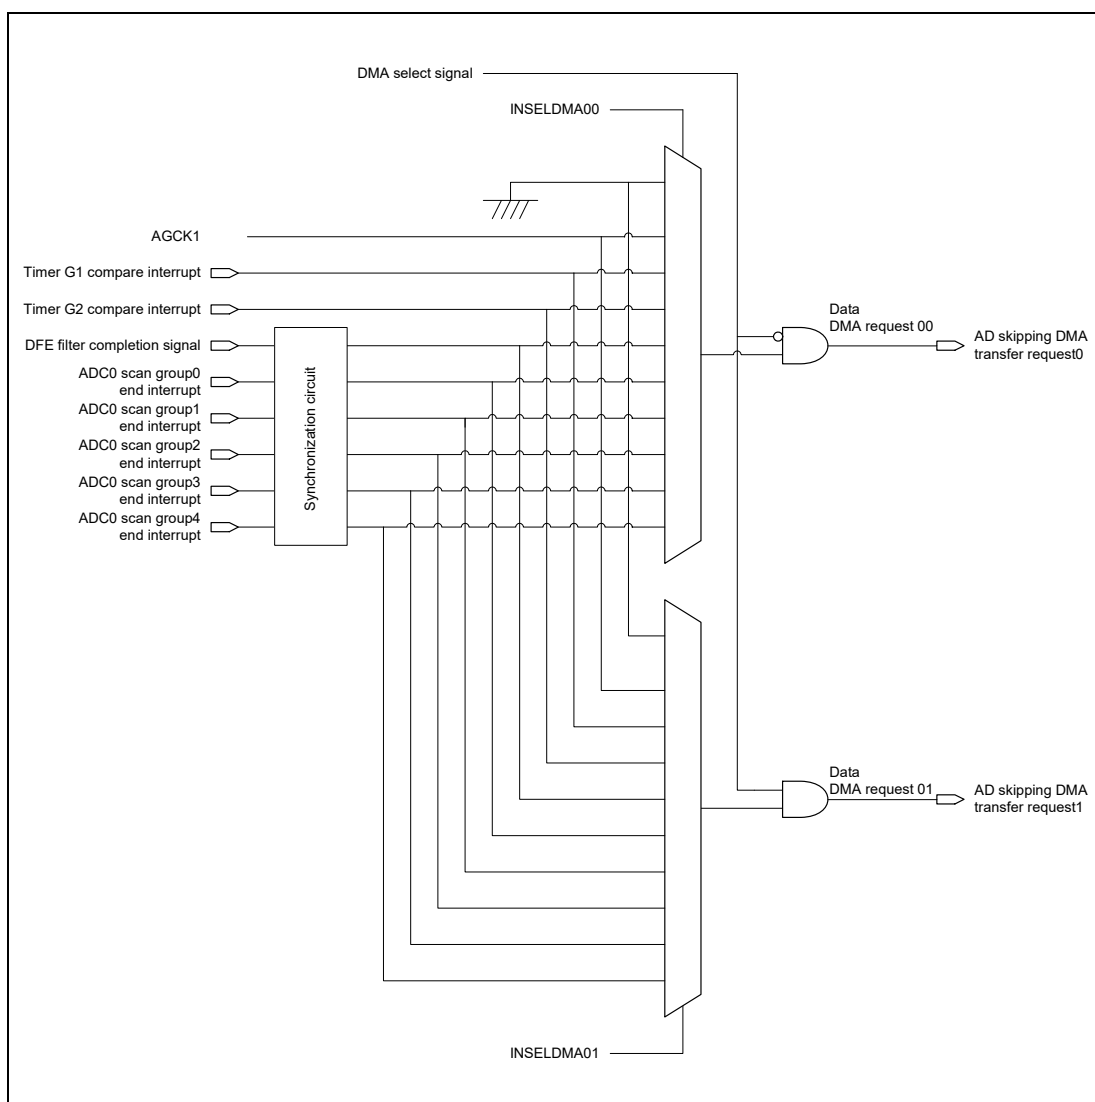 DMA select signal
INSELDMA00
AGCK1
Timer G1 compare interrupt
Timer G2 compare interrupt
DFE filter completion signal
ADC0 scan group0
end interrupt
ADC0 scan group1
end interrupt
ADC0 scan group2
end interrupt
ADC0 scan group3
end interrupt
ADC0 scan group4
end interrupt
Synchronization circuit
Data
DMA request 00
AD skipping DMA
transfer request0
Data
DMA request 01
AD skipping DMA
transfer request1
INSELDMA01